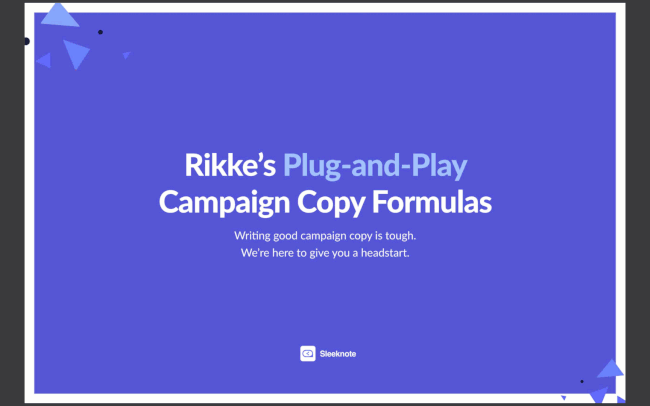 Rikke’s Plug-and-Play
Campaign Copy Formulas
Writing good campaign copy is tough.
We're here to give you a headstart.
Sleeknote